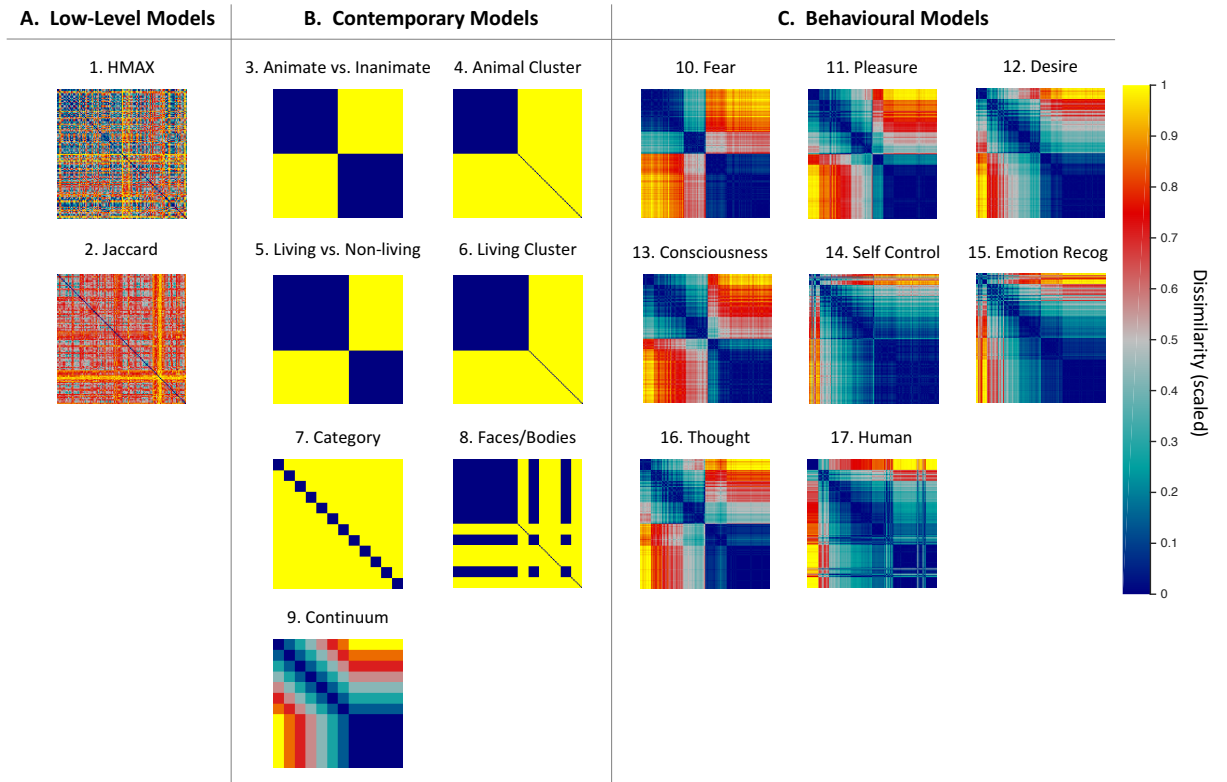 A. Low-Level Models
B. Contemporary Models
C. Behavioural Models
1. HMAX
3. Animate vs. Inanimate
4. Animal Cluster
10. Fear
11. Pleasure
12. Desire
2. Jaccard
5. Living vs. Non-living
6. Living Cluster
13. Consciousness
14. Self Control
15. Emotion Recog
7. Category
8. Faces/Bodies
16. Thought
17. Human
9. Continuum
1
0.9
0.8
0.7
0.6
0.5
0.4
0.3
0.2
0.1
0
Dissimilarity (scaled)